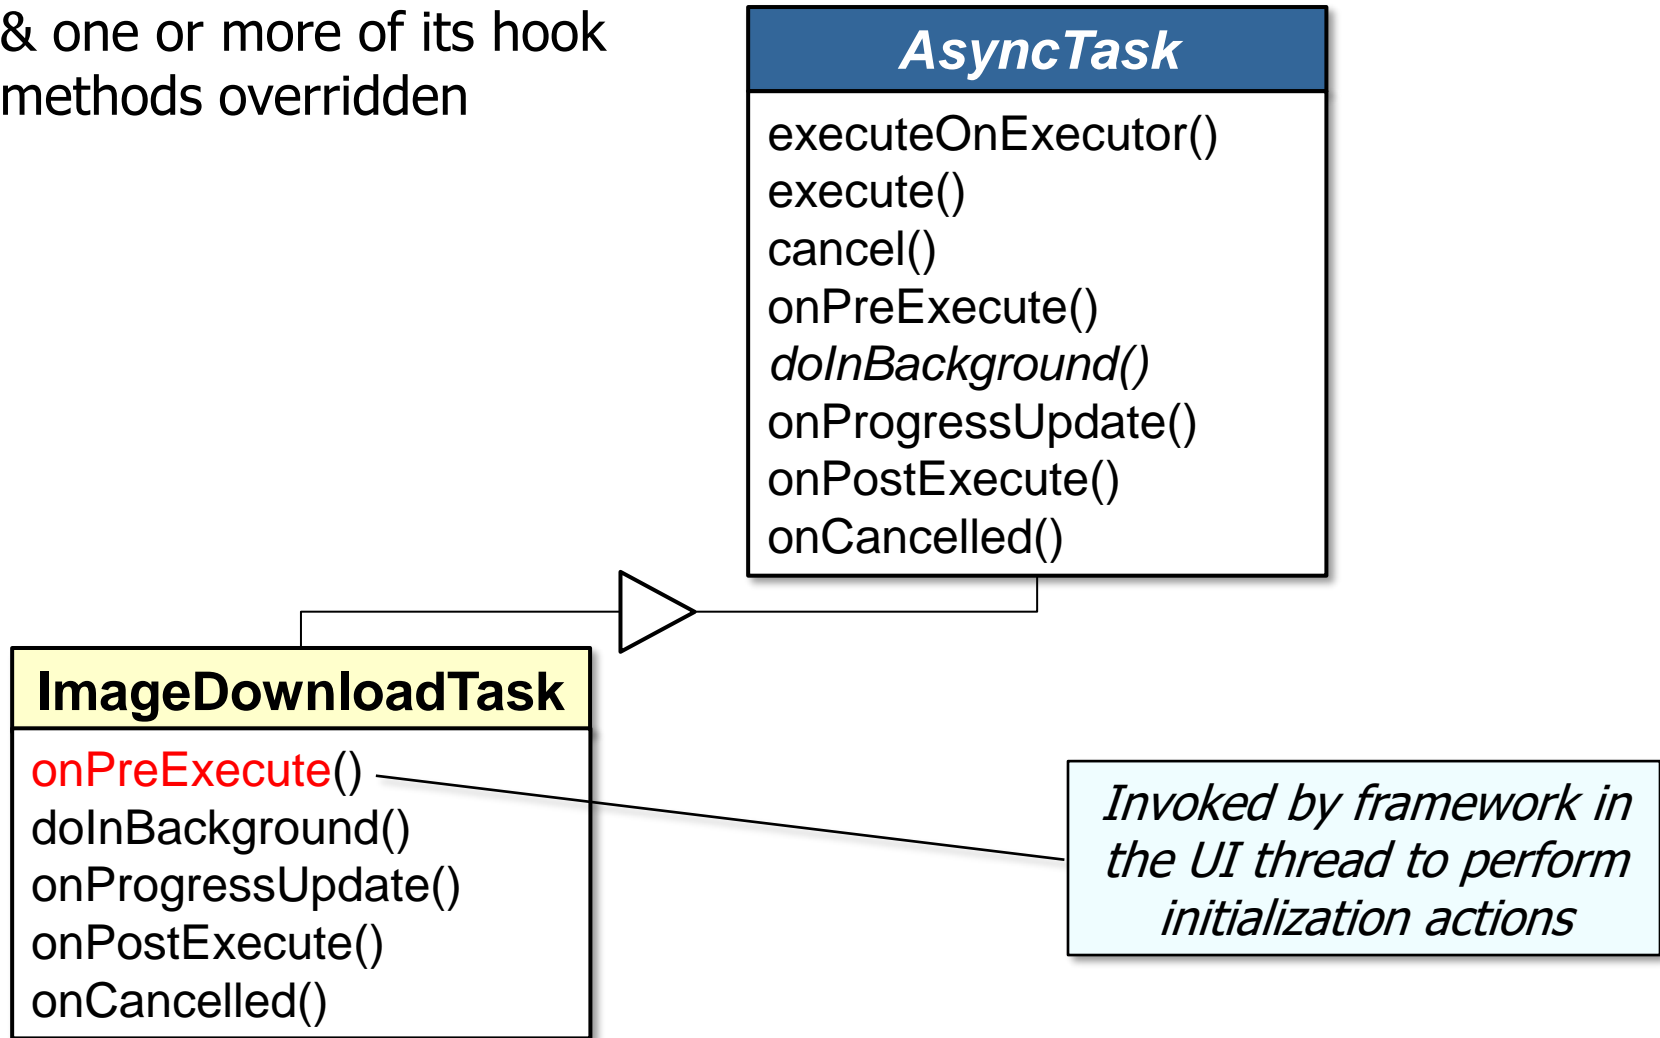 & one or more of its hook
methods overridden
AsyncTask
executeOnExecutor()
execute()
cancel()
onPreExecute()
doInBackground()
onProgressUpdate()
onPostExecute()
onCancelled()
ImageDownloadTask
onPreExecute()
doInBackground()
onProgressUpdate()
onPostExecute()
onCancelled()
Invoked by framework in
the UI thread to perform
initialization actions